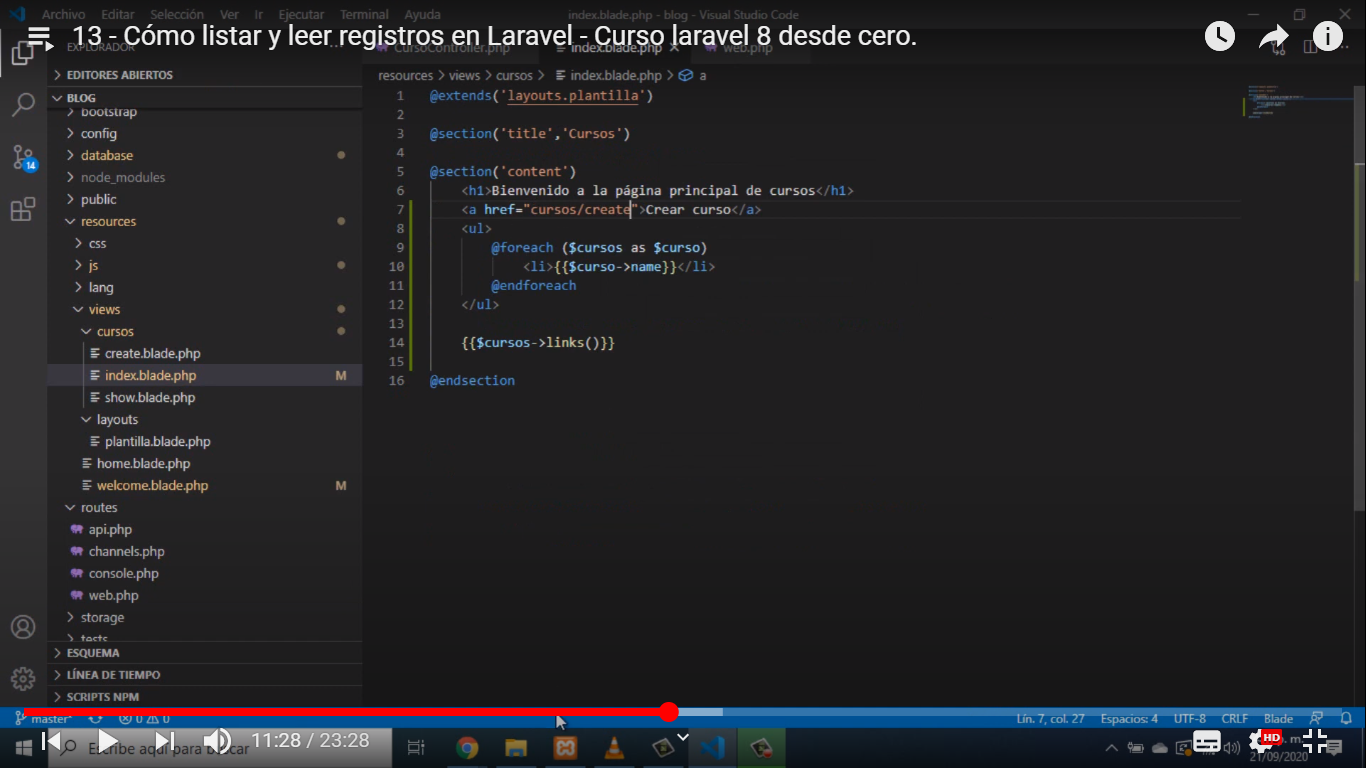 Archivo Editar Selección Ver Ir Ejecutar Terminal Ayuda index.blade.php - blog - Visual Studio Code
13 - Cómo listar y leer registros en Laravel - Curso laravel 8 desde cero.
EXPLORADOR
CursoController.php index.blade.php web.php
EDITORES ABIERTOS
resources > views > cursos > index.blade.php > a
BLOG
bootstrap
config
database
node_modules
public
resources
css
js
lang
views
cursos
create.blade.php
index.blade.php M
show.blade.php
layouts
plantilla.blade.php
home.blade.php
welcome.blade.php M
routes
api.php
channels.php
console.php
web.php
storage
tests
ESQUEMA
LÍNEA DE TIEMPO
SCRIPTS NPM
14
1 @extends('layouts.plantilla')
2
3 @section('title','Cursos')
4
5 @section('content')
6 <h1>Bienvenido a la página principal de cursos</h1>
7 <a href="cursos/create">Crear curso</a>
8 <ul>
9 @foreach ($cursos as $curso)
10 <li>{{$curso->name}}</li>
11 @endforeach
12 </ul>
13
14 {{$cursos->links()}}
15
16 @endsection
master* 0 0 Lín. 7, col. 27 Espacios: 4 UTF-8 CRLF Blade
Escribe aquí para buscar
11:28 / 23:28
HD
21/09/2020